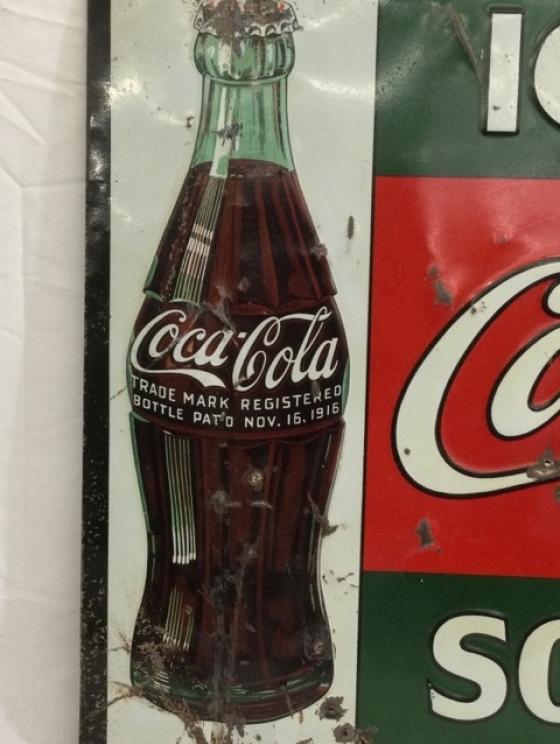 Coca-Cola
TRADE MARK REGISTERED
BOTTLE PAT'D NOV. 16, 1916